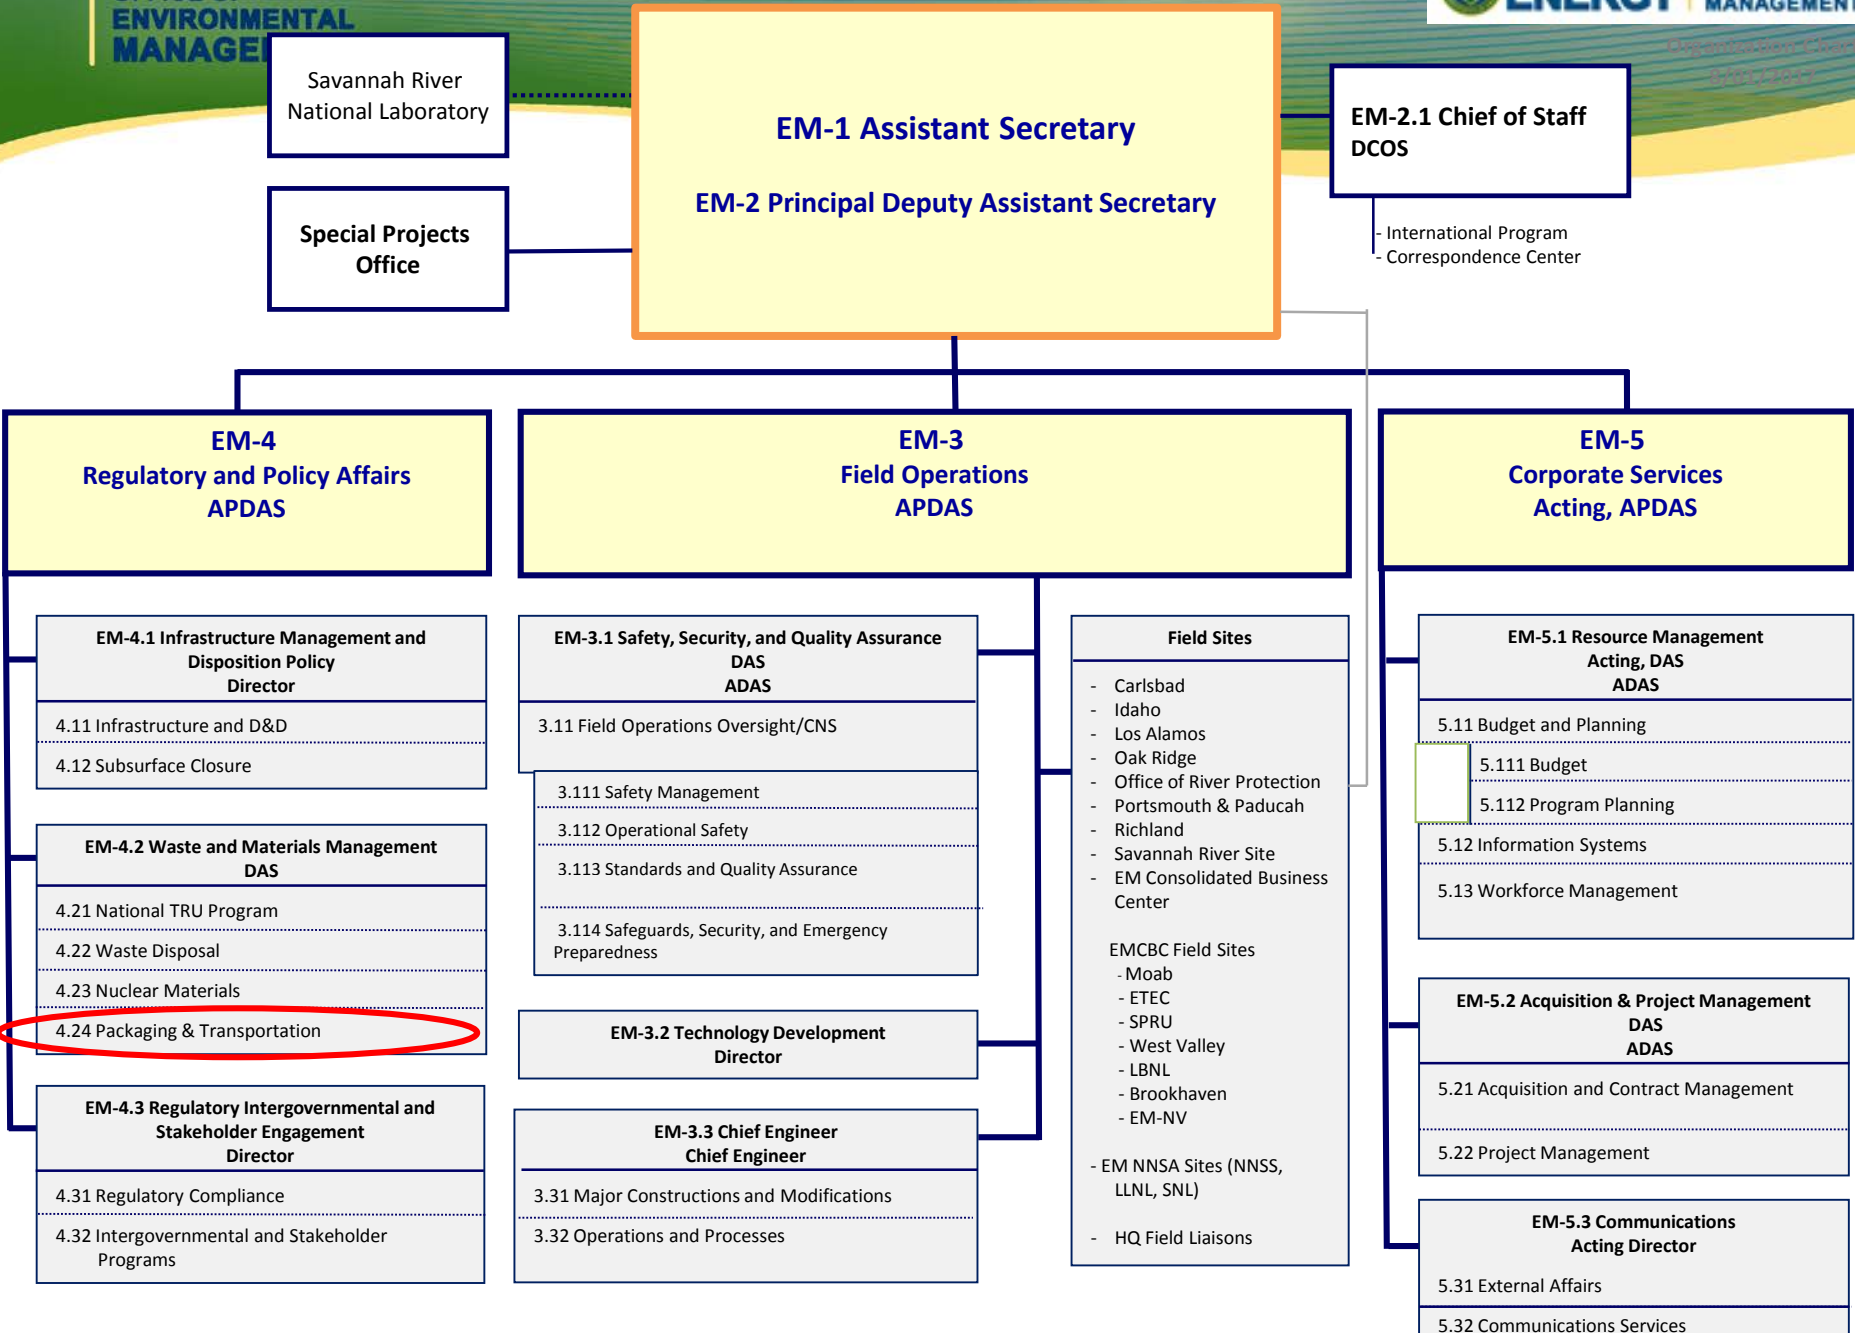 ENVIRONMENTAL
MANAGE
ENERGY
MANAGEMENT
Organization Chart
Savannah River
National Laboratory
Special Projects
Office
EM-1 Assistant Secretary
EM-2 Principal Deputy Assistant Secretary
EM-2.1 Chief of Staff
DCOS
- International Program
- Correspondence Center
EM-4
Regulatory and Policy Affairs
APDAS
EM-4.1 Infrastructure Management and
Disposition Policy
Director
4.11 Infrastructure and D&D
4.12 Subsurface Closure
EM-4.2 Waste and Materials Management
DAS
4.21 National TRU Program
4.22 Waste Disposal
4.23 Nuclear Materials
4.24 Packaging & Transportation
EM-4.3 Regulatory Intergovernmental and
Stakeholder Engagement
Director
4.31 Regulatory Compliance
4.32 Intergovernmental and Stakeholder
Programs
EM-3
Field Operations
APDAS
EM-3.1 Safety, Security, and Quality Assurance
DAS
ADAS
3.11 Field Operations Oversight/CNS
3.111 Safety Management
3.112 Operational Safety
3.113 Standards and Quality Assurance
3.114 Safeguards, Security, and Emergency
Preparedness
EM-3.2 Technology Development
Director
EM-3.3 Chief Engineer
Chief Engineer
3.31 Major Constructions and Modifications
3.32 Operations and Processes
Field Sites
- Carlsbad
- Idaho
- Los Alamos
- Oak Ridge
- Office of River Protection
- Portsmouth & Paducah
- Richland
- Savannah River Site
- EM Consolidated Business
Center
EMCBC Field Sites
- Moab
- ETEC
- SPRU
- West Valley
- LBNL
- Brookhaven
- EM-NV
- EM NNSA Sites (NNSS,
LLNL, SNL)
- HQ Field Liaisons
EM-5
Corporate Services
Acting, APDAS
EM-5.1 Resource Management
Acting, DAS
ADAS
5.11 Budget and Planning
5.111 Budget
5.112 Program Planning
5.12 Information Systems
5.13 Workforce Management
EM-5.2 Acquisition & Project Management
DAS
ADAS
5.21 Acquisition and Contract Management
5.22 Project Management
EM-5.3 Communications
Acting Director
5.31 External Affairs
5.32 Communications Services